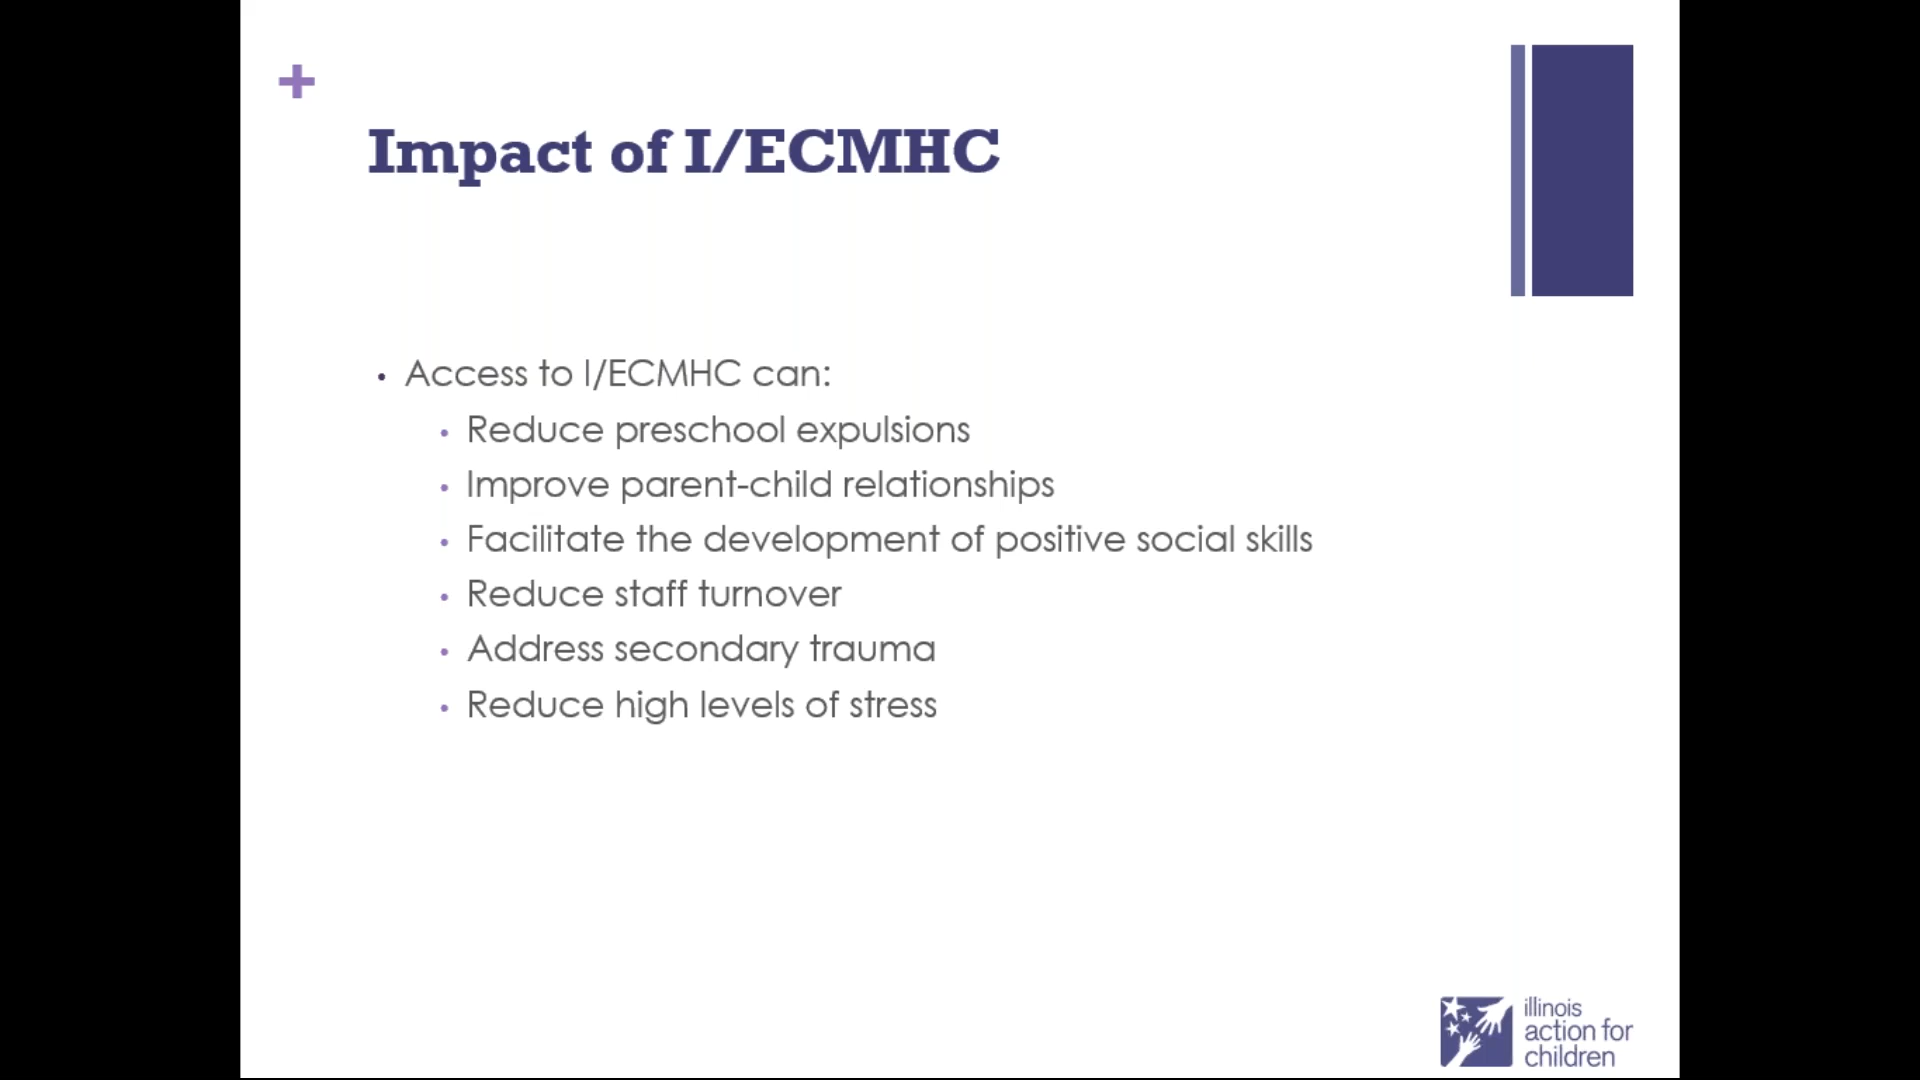 +
Impact of I/ECMHC
• Access to I/ECMHC can:
• Reduce preschool expulsions
• Improve parent-child relationships
• Facilitate the development of positive social skills
• Reduce staff turnover
• Address secondary trauma
• Reduce high levels of stress
illinois
action for
children